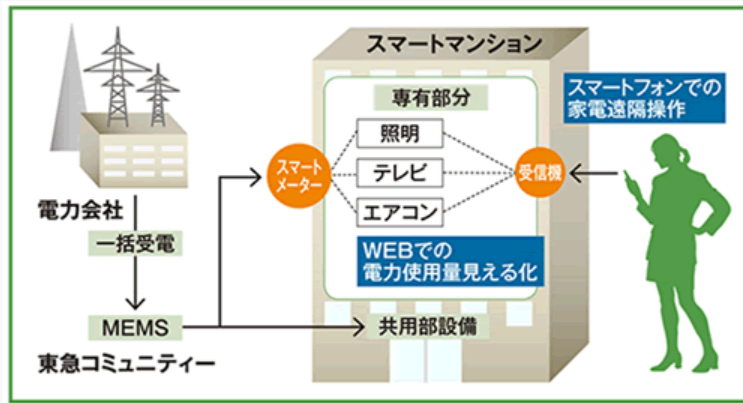 スマートマンション
専有部分
照明
テレビ
エアコン
スマート
メーター
受信機
スマートフォンでの
家電遠隔操作
WEBでの
電力使用量見える化
共用部設備
電力会社
一括受電
MEMS
東急コミュニティー